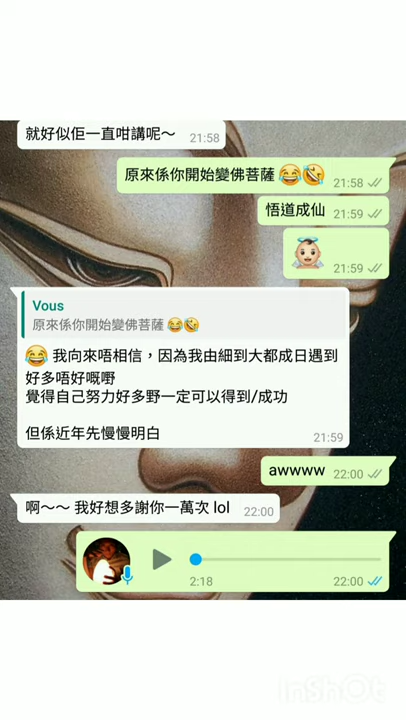 就好似佢一直咁講呢～
21:58
原來係你開始變佛菩薩 😂🤣
21:58
悟道成仙
21:59
21:59
Vous
原來係你開始變佛菩薩 😂🤣
😂 我向來唔相信，因為我由細到大都成日遇到
好多唔好嘅嘢
覺得自己努力好多野一定可以得到/成功
但係近年先慢慢明白
21:59
awwww
22:00
啊～～ 我好想多謝你一萬次 lol
22:00
2:18
22:00
InShOt